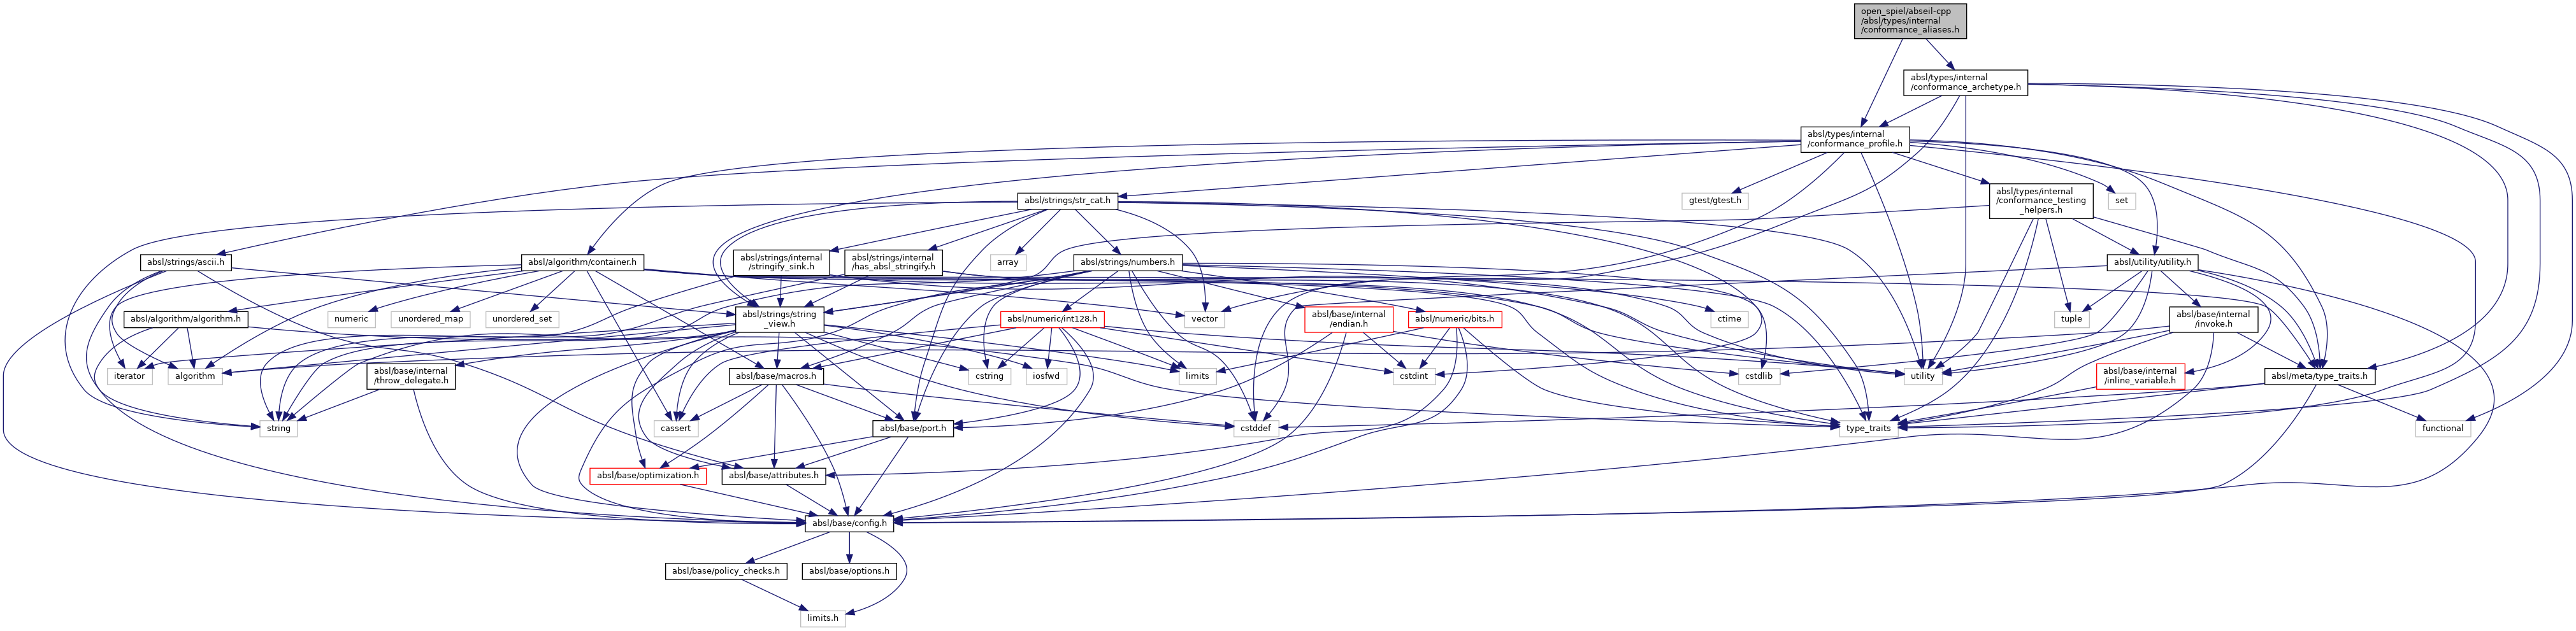 open_spiel/abseil-cpp
/absl/types/internal
/conformance_aliases.h
absl/types/internal
/conformance_archetype.h
absl/types/internal
/conformance_profile.h
absl/strings/str_cat.h
gtest/gtest.h
absl/types/internal
/conformance_testing
_helpers.h
set
absl/strings/ascii.h
absl/algorithm/container.h
absl/strings/internal
/stringify_sink.h
absl/strings/internal
/has_absl_stringify.h
array
absl/strings/numbers.h
absl/utility/utility.h
absl/algorithm/algorithm.h
numeric
unordered_map
unordered_set
absl/strings/string
_view.h
absl/numeric/int128.h
vector
absl/base/internal
/endian.h
absl/numeric/bits.h
ctime
tuple
absl/base/internal
/invoke.h
iterator
algorithm
absl/base/internal
/throw_delegate.h
absl/base/macros.h
cstring
iosfwd
limits
cstdint
cstdlib
utility
absl/base/internal
/inline_variable.h
absl/meta/type_traits.h
string
cassert
absl/base/port.h
cstddef
type_traits
functional
absl/base/optimization.h
absl/base/attributes.h
absl/base/config.h
absl/base/policy_checks.h
absl/base/options.h
limits.h